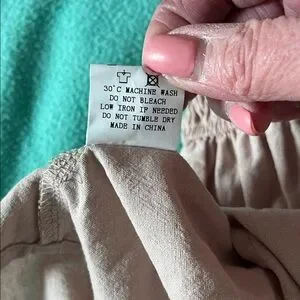 30°C MACHINE WASH
DO NOT BLEACH
LOW IRON IF NEEDED
DO NOT TUMBLE DRY
MADE IN CHINA